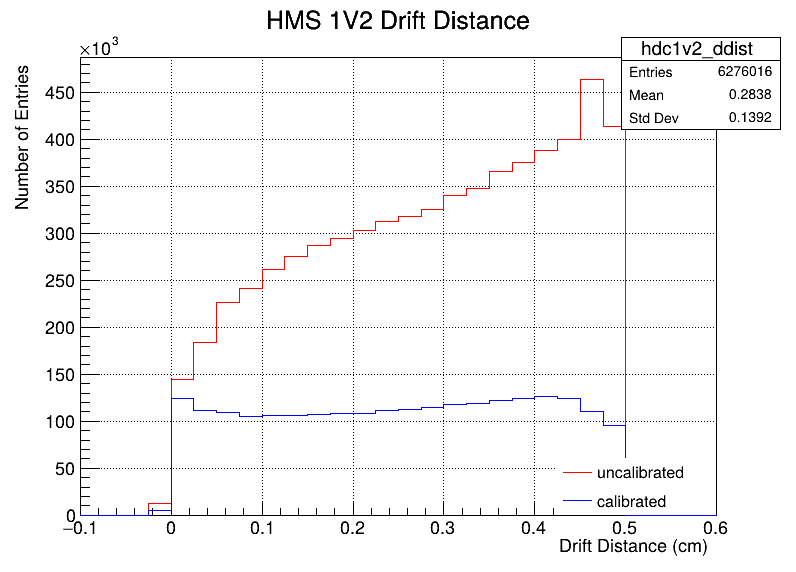 HMS 1V2 Drift Distance
×10³
hdc1v2_ddist
Entries 6276016
Mean 0.2838
Std Dev 0.1392
Number of Entries
450
400
350
300
250
200
150
100
50
0
uncalibrated
calibrated
−0.1 0 0.1 0.2 0.3 0.4 0.5 0.6
Drift Distance (cm)